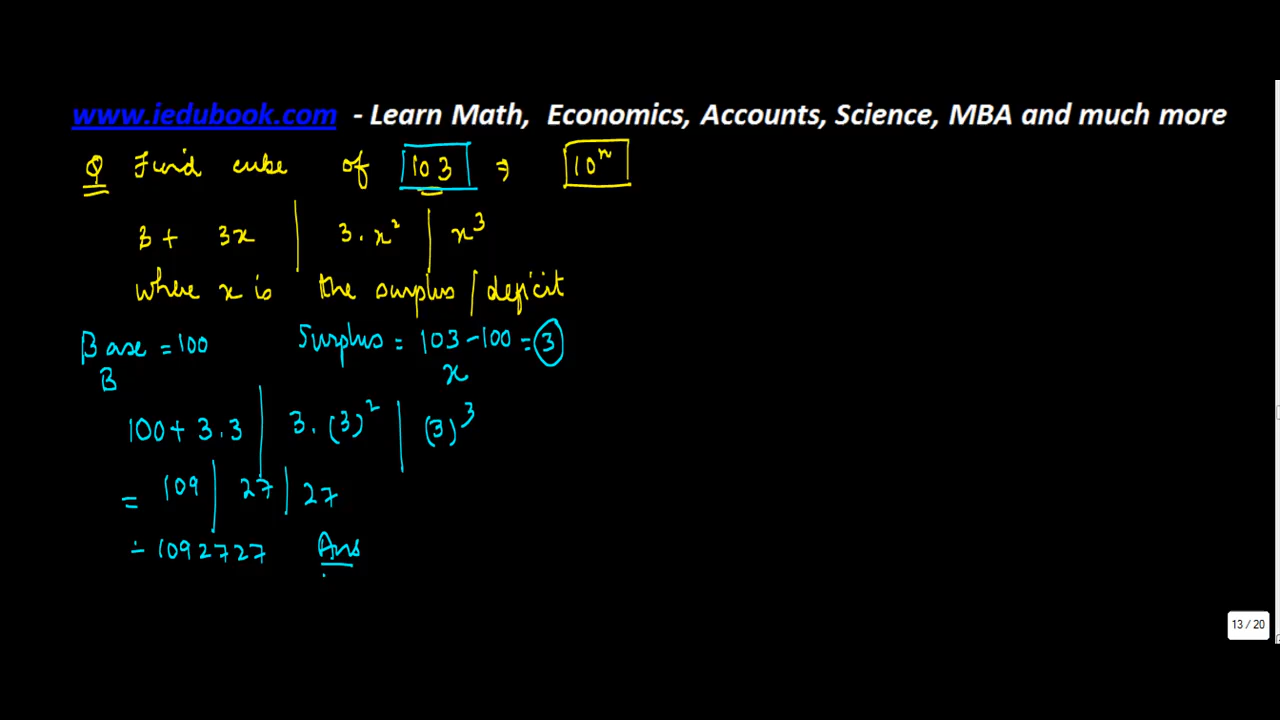 www.iedubook.com - Learn Math, Economics, Accounts, Science, MBA and much more
Q Find cube of 103 ⇒ 10ⁿ
B + 3x | 3·x² | x³
where x is the surplus / deficit
Base = 100 Surplus = 103 - 100 = 3
B x
100 + 3.3 | 3.(3)² | (3)³
= 109 | 27 | 27
= 1092727 Ans
13 / 20